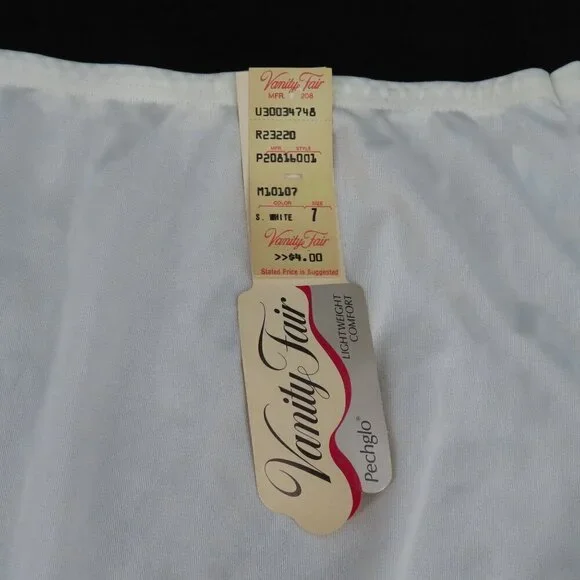 Vanity Fair
MFR. 208
U30034748
R23220
MFR. STYLE
P20816001
M10107
COLOR SIZE
S. WHITE 7
Vanity Fair
>>$4.00
Stated Price is Suggested
Vanity Fair
LIGHTWEIGHT
COMFORT
Pechglo®